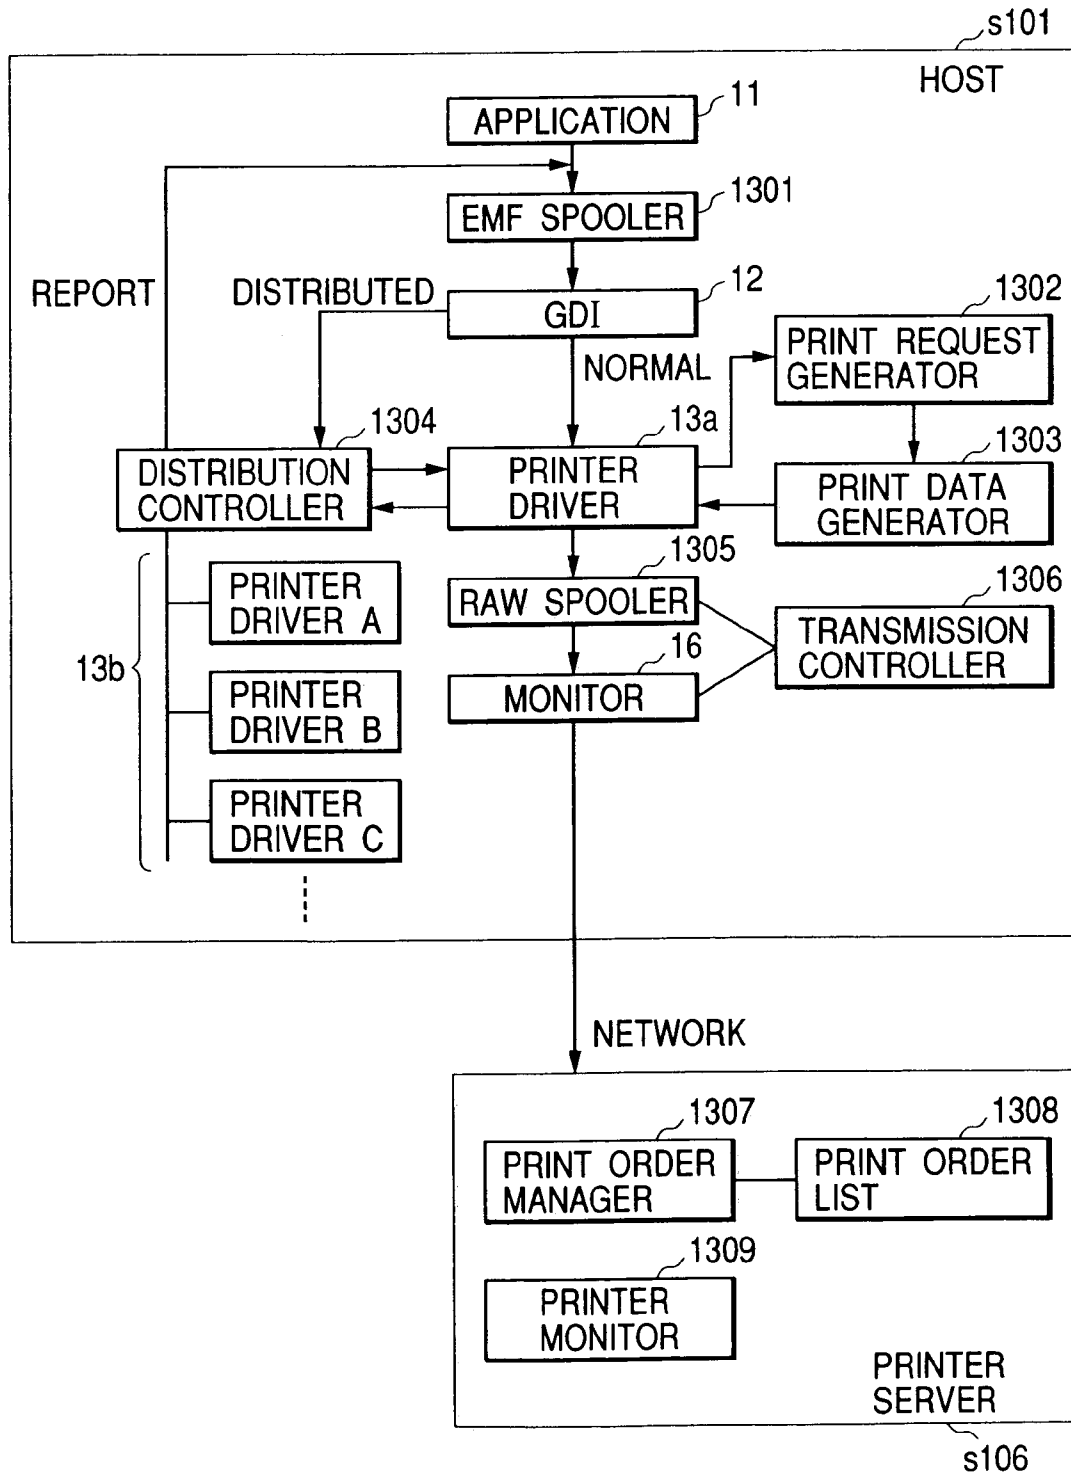 s101
HOST
11
APPLICATION
1301
EMF SPOOLER
REPORT
DISTRIBUTED
12
GDI
NORMAL
1302
PRINT REQUEST
GENERATOR
1304
DISTRIBUTION
CONTROLLER
13a
PRINTER
DRIVER
1303
PRINT DATA
GENERATOR
1305
RAW SPOOLER
1306
TRANSMISSION
CONTROLLER
16
MONITOR
13b
PRINTER
DRIVER A
PRINTER
DRIVER B
PRINTER
DRIVER C
NETWORK
1307
PRINT ORDER
MANAGER
1308
PRINT ORDER
LIST
1309
PRINTER
MONITOR
PRINTER
SERVER
s106